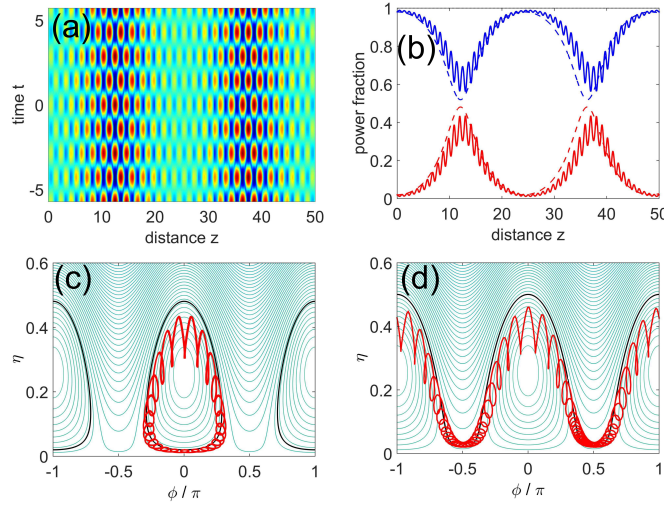 (a)
time t
5
0
-5
0 10 20 30 40 50
distance z
(b)
power fraction
1
0.8
0.6
0.4
0.2
0
0 10 20 30 40 50
distance z
(c)
η
0.6
0.4
0.2
0
-1 -0.5 0 0.5 1
ϕ / π
(d)
η
0.6
0.4
0.2
0
-1 -0.5 0 0.5 1
ϕ / π